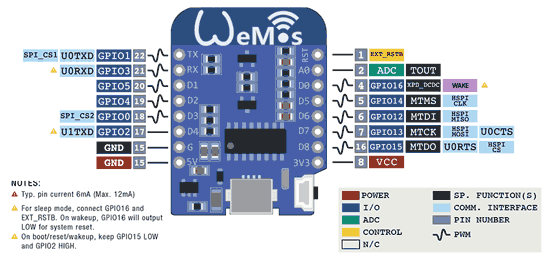 WeMos
SPI_CS1 U0TXD GPIO1 22 TX RST 1 EXT_RSTB
U0RXD GPIO3 21 RX A0 2 ADC TOUT
GPIO5 20 D1 D0 4 GPIO16 XPD_DCDC WAKE
GPIO4 19 D2 D5 5 GPIO14 MTMS HSPI CLK
SPI_CS2 GPIO0 18 D3 D6 6 GPIO12 MTDI HSPI MISO
U1TXD GPIO2 17 D4 D7 7 GPIO13 MTCK HSPI MOSI U0CTS
GND 15 G D8 16 GPIO15 MTDO U0RTS HSPI CS
GND 15 5V 3V3 8 VCC
NOTES:
Typ. pin current 6mA (Max. 12mA)
For sleep mode, connect GPIO16 and
EXT_RSTB. On wakeup, GPIO16 will output
LOW for system reset.
On boot/reset/wakeup, keep GPIO15 LOW
and GPIO2 HIGH.
POWER
I/O
ADC
CONTROL
N/C
SP. FUNCTION(S)
COMM. INTERFACE
PIN NUMBER
PWM